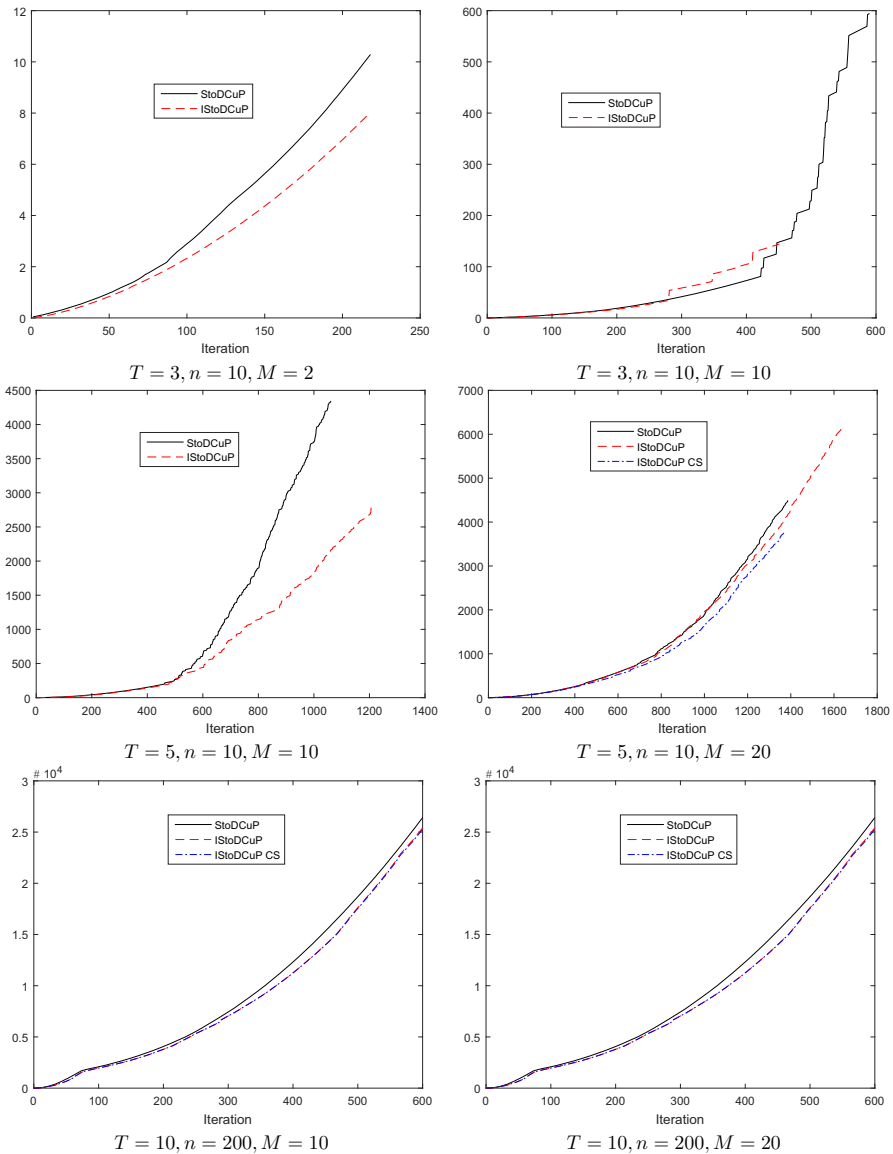 12
10
8
6
4
2
0
StoDCuP
IStoDCuP
0 50 100 150 200 250
Iteration
T = 3, n = 10, M = 2
600
500
400
300
200
100
0
StoDCuP
IStoDCuP
0 100 200 300 400 500 600
Iteration
T = 3, n = 10, M = 10
4500
4000
3500
3000
2500
2000
1500
1000
500
0
StoDCuP
IStoDCuP
0 200 400 600 800 1000 1200 1400
Iteration
T = 5, n = 10, M = 10
7000
6000
5000
4000
3000
2000
1000
0
StoDCuP
IStoDCuP
IStoDCuP CS
0 200 400 600 800 1000 1200 1400 1600 1800
Iteration
T = 5, n = 10, M = 20
# 10^4
3
2.5
2
1.5
1
0.5
0
StoDCuP
IStoDCuP
IStoDCuP CS
0 100 200 300 400 500 600
Iteration
T = 10, n = 200, M = 10
# 10^4
3
2.5
2
1.5
1
0.5
0
StoDCuP
IStoDCuP
IStoDCuP CS
0 100 200 300 400 500 600
Iteration
T = 10, n = 200, M = 20